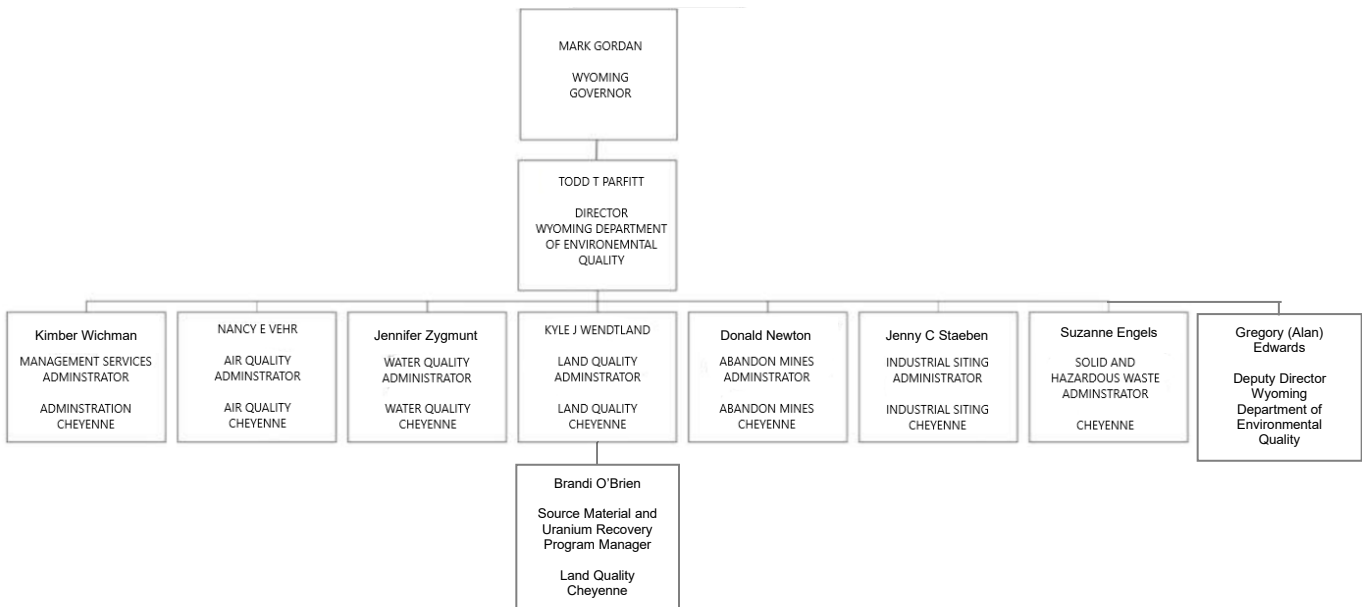 MARK GORDAN
WYOMING
GOVERNOR
TODD T PARFITT
DIRECTOR
WYOMING DEPARTMENT
OF ENVIRONEMNTAL
QUALITY
Kimber Wichman
MANAGEMENT SERVICES
ADMINSTRATOR
ADMINSTRATION
CHEYENNE
NANCY E VEHR
AIR QUALITY
ADMINSTRATOR
AIR QUALITY
CHEYENNE
Jennifer Zygmunt
WATER QUALITY
ADMINISTRATOR
WATER QUALITY
CHEYENNE
KYLE J WENDTLAND
LAND QUALITY
ADMINSTRATOR
LAND QUALITY
CHEYENNE
Donald Newton
ABANDON MINES
ADMINSTRATOR
ABANDON MINES
CHEYENNE
Jenny C Staeben
INDUSTRIAL SITING
ADMINISTRATOR
INDUSTRIAL SITING
CHEYENNE
Suzanne Engels
SOLID AND
HAZARDOUS WASTE
ADMINSTRATOR
CHEYENNE
Gregory (Alan)
Edwards
Deputy Director
Wyoming
Department of
Environmental
Quality
Brandi O’Brien
Source Material and
Uranium Recovery
Program Manager
Land Quality
Cheyenne